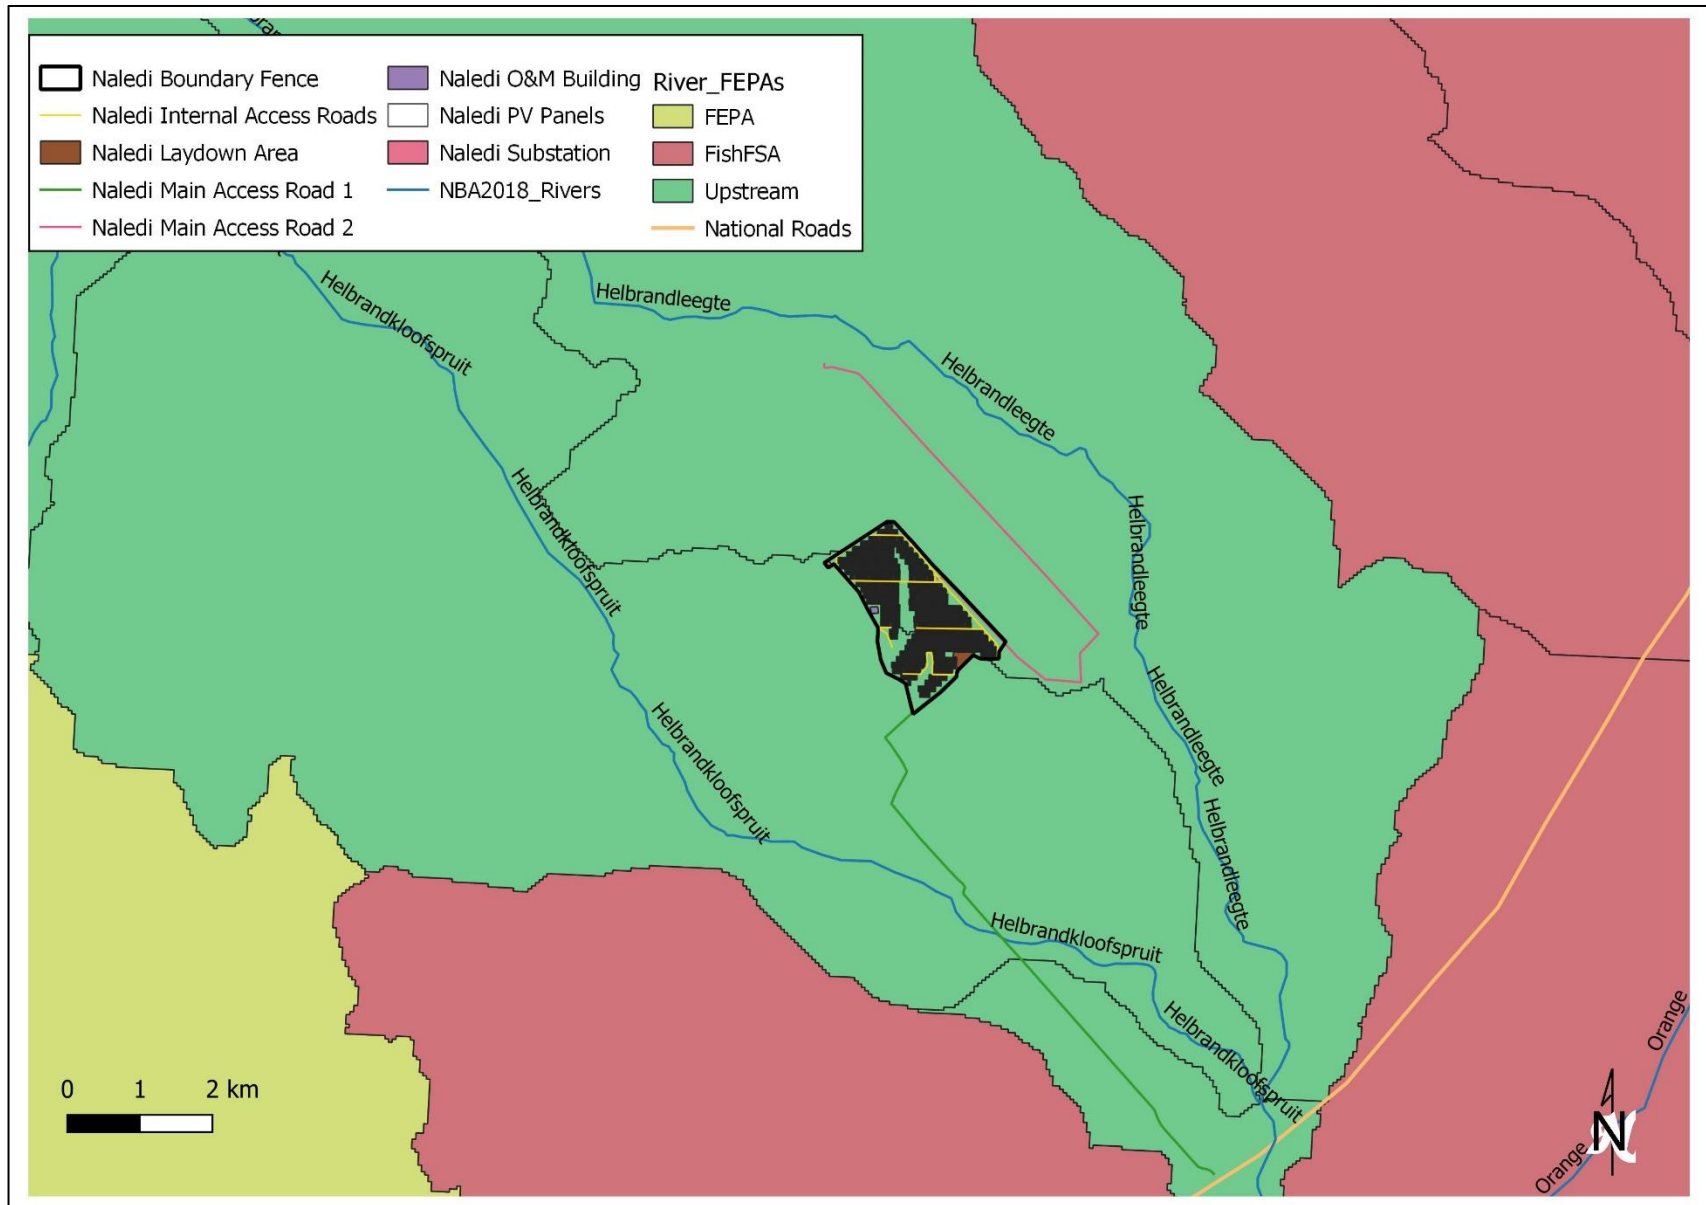 Helbran
Naledi Boundary Fence
Naledi Internal Access Roads
Naledi Laydown Area
Naledi Main Access Road 1
Naledi Main Access Road 2
Naledi O&M Building
Naledi PV Panels
Naledi Substation
NBA2018_Rivers
River_FEPAs
FEPA
FishFSA
Upstream
National Roads
Helbrandkloofspruit
Helbrandleegte
Helbrandleegte
Helbrandkloofspruit
Helbrandleegte
Helbrandleegte
Helbrandkloofspruit
Helbrandleegte
Helbrandkloofspruit
Helbrandkloofspruit
Orange
Orange
0 1 2 km
N